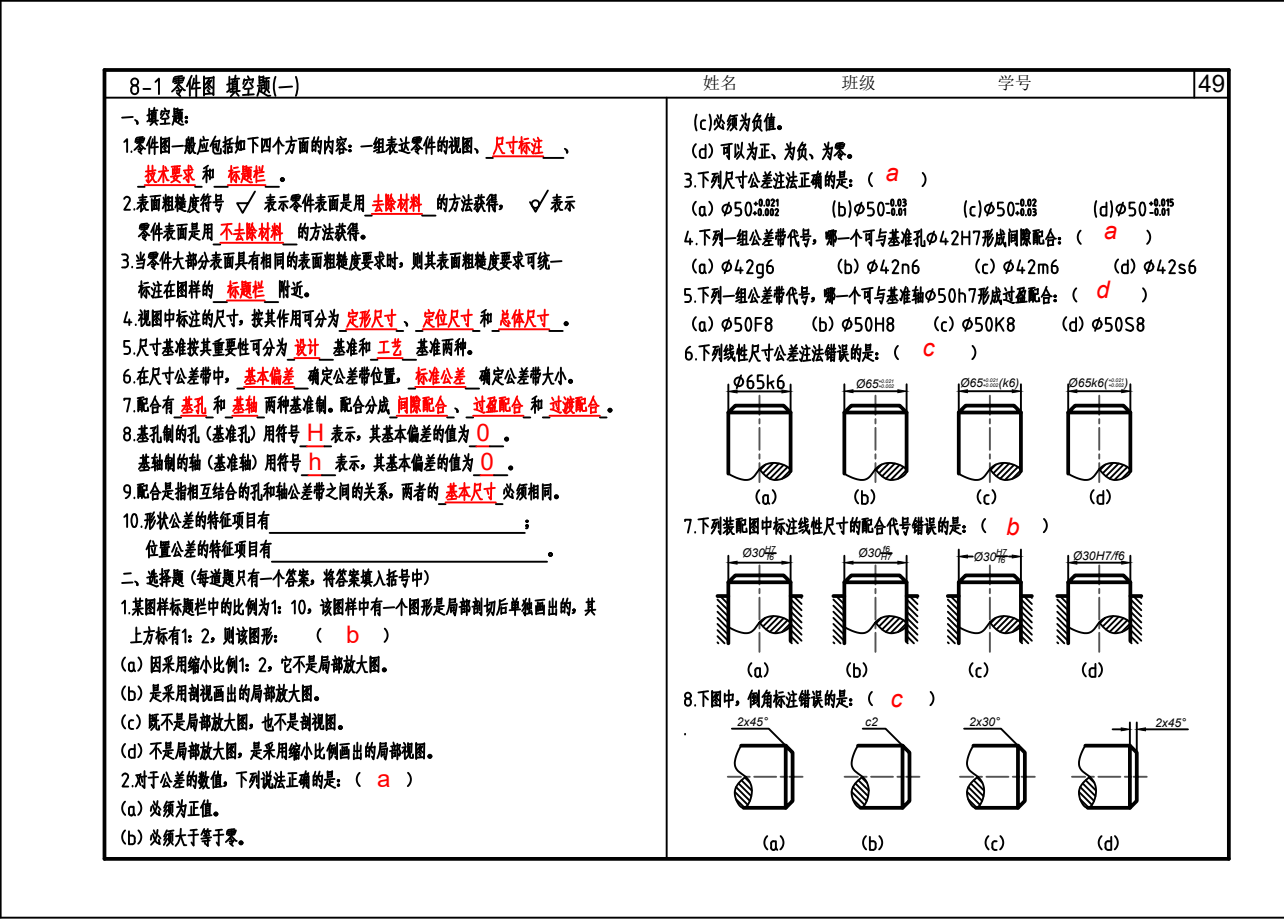 8-1 零件图 填空题(一)
姓名 班级 学号 49
一、填空题:
1.零件图一般应包括如下四个方面的内容: 一组表达零件的视图、 尺寸标注 、
技术要求 和 标题栏 。
2.表面粗糙度符号 表示零件表面是用 去除材料 的方法获得, 表示
零件表面是用 不去除材料 的方法获得。
3.当零件大部分表面具有相同的表面粗糙度要求时, 则其表面粗糙度要求可统一
标注在图样的 标题栏 附近。
4.视图中标注的尺寸, 按其作用可分为 定形尺寸 、 定位尺寸 和 总体尺寸 。
5.尺寸基准按其重要性可分为 设计 基准和 工艺 基准两种。
6.在尺寸公差带中, 基本偏差 确定公差带位置, 标准公差 确定公差带大小。
7.配合有 基孔 和 基轴 两种基准制。配合分成 间隙配合 、 过盈配合 和 过渡配合 。
8.基孔制的孔（基准孔）用符号 H 表示, 其基本偏差的值为 0 。
基轴制的轴（基准轴）用符号 h 表示, 其基本偏差的值为 0 。
9.配合是指相互结合的孔和轴公差带之间的关系, 两者的 基本尺寸 必须相同。
10.形状公差的特征项目有 ;
位置公差的特征项目有 。
二、选择题（每道题只有一个答案, 将答案填入括号中）
1.某图样标题栏中的比例为1: 10, 该图样中有一个图形是局部剖切后单独画出的, 其
上方标有1: 2, 则该图形: （ b ）
(a) 因采用缩小比例1: 2, 它不是局部放大图。
(b) 是采用剖视画出的局部放大图。
(c) 既不是局部放大图, 也不是剖视图。
(d) 不是局部放大图, 是采用缩小比例画出的局部视图。
2.对于公差的数值, 下列说法正确的是: （ a ）
(a) 必须为正值。
(b) 必须大于等于零。
(c)必须为负值。
(d) 可以为正、为负、为零。
3.下列尺寸公差注法正确的是: （ a ）
(a) Φ50+0.021 +0.002 (b)Φ50-0.03 -0.01 (c)Φ50-0.02 -0.03 (d)Φ50+0.015 -0.01
4.下列一组公差带代号, 哪一个可与基准孔Φ42H7形成间隙配合: （ a ）
(a) Φ42g6 (b) Φ42n6 (c) Φ42m6 (d) Φ42s6
5.下列一组公差带代号, 哪一个可与基准轴Φ50h7形成过盈配合: （ d ）
(a) Φ50F8 (b) Φ50H8 (c) Φ50K8 (d) Φ50S8
6.下列线性尺寸公差注法错误的是: （ c ）
Φ65k6 Ø65+0.021 +0.002 Ø65+0.021 +0.002(k6) Ø65k6(+0.021 +0.002)
(a) (b) (c) (d)
7.下列装配图中标注线性尺寸的配合代号错误的是: （ b ）
Ø30H7 f6 Ø30f6 H7 Ø30H7 f6 Ø30H7/f6
(a) (b) (c) (d)
8.下图中, 倒角标注错误的是: （ c ）
2x45° c2 2x30° 2x45°
(a) (b) (c) (d)